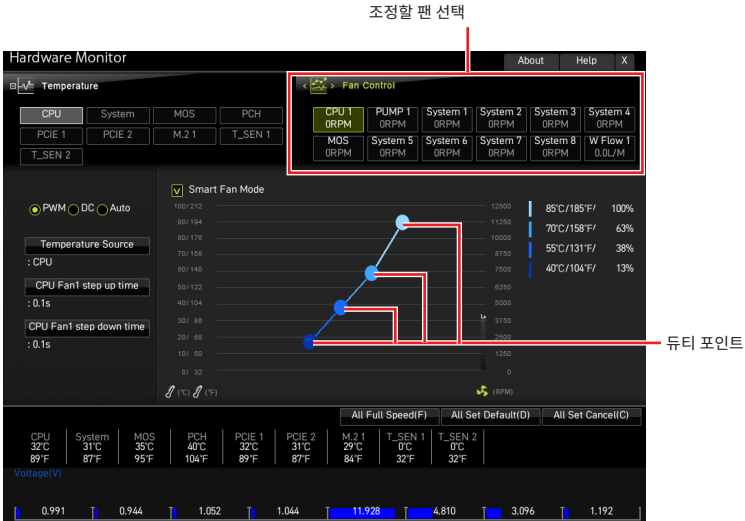 조정할 팬 선택
Hardware Monitor
About Help X
Temperature
Fan Control
CPU System MOS PCH
PCIE 1 PCIE 2 M.2 1 T_SEN 1
T_SEN 2
CPU 1 PUMP 1 System 1 System 2 System 3 System 4
0RPM 0RPM 0RPM 0RPM 0RPM 0RPM
MOS System 5 System 6 System 7 System 8 W Flow 1
0RPM 0RPM 0RPM 0RPM 0RPM 0.0L/M
PWM DC Auto
Temperature Source
: CPU
CPU Fan1 step up time
: 0.1s
CPU Fan1 step down time
: 0.1s
Smart Fan Mode
100/212 12500
90/194 11250
80/176 10000
70/158 8750
60/140 7500
50/122 6250
40/104 5000
30/ 86 3750
20/ 68 2500
10/ 50 1250
0/ 32 0
(℃) (℉) (RPM)
85℃/185℉/ 100%
70℃/158℉/ 63%
55℃/131℉/ 38%
40℃/104℉/ 13%
듀티 포인트
All Full Speed(F) All Set Default(D) All Set Cancel(C)
CPU System MOS PCH PCIE 1 PCIE 2 M.2 1 T_SEN 1 T_SEN 2
32℃ 31℃ 35℃ 40℃ 32℃ 31℃ 29℃ 0℃ 0℃
89℉ 87℉ 95℉ 104℉ 89℉ 87℉ 84℉ 32℉ 32℉
Voltage(V)
0.991 0.944 1.052 1.044 11.928 4.810 3.096 1.192